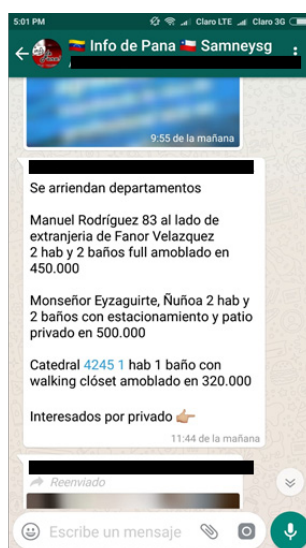 5:01 PM Claro LTE Claro 3G
Info de Pana Samneysg
9:55 de la mañana
Se arriendan departamentos
Manuel Rodríguez 83 al lado de
extranjeria de Fanor Velazquez
2 hab y 2 baños full amoblado en
450.000
Monseñor Eyzaguirte, Ñuñoa 2 hab y
2 baños con estacionamiento y patio
privado en 500.000
Catedral 4245 1 hab 1 baño con
walking clóset amoblado en 320.000
Interesados por privado
11:44 de la mañana
Reenviado
Escribe un mensaje